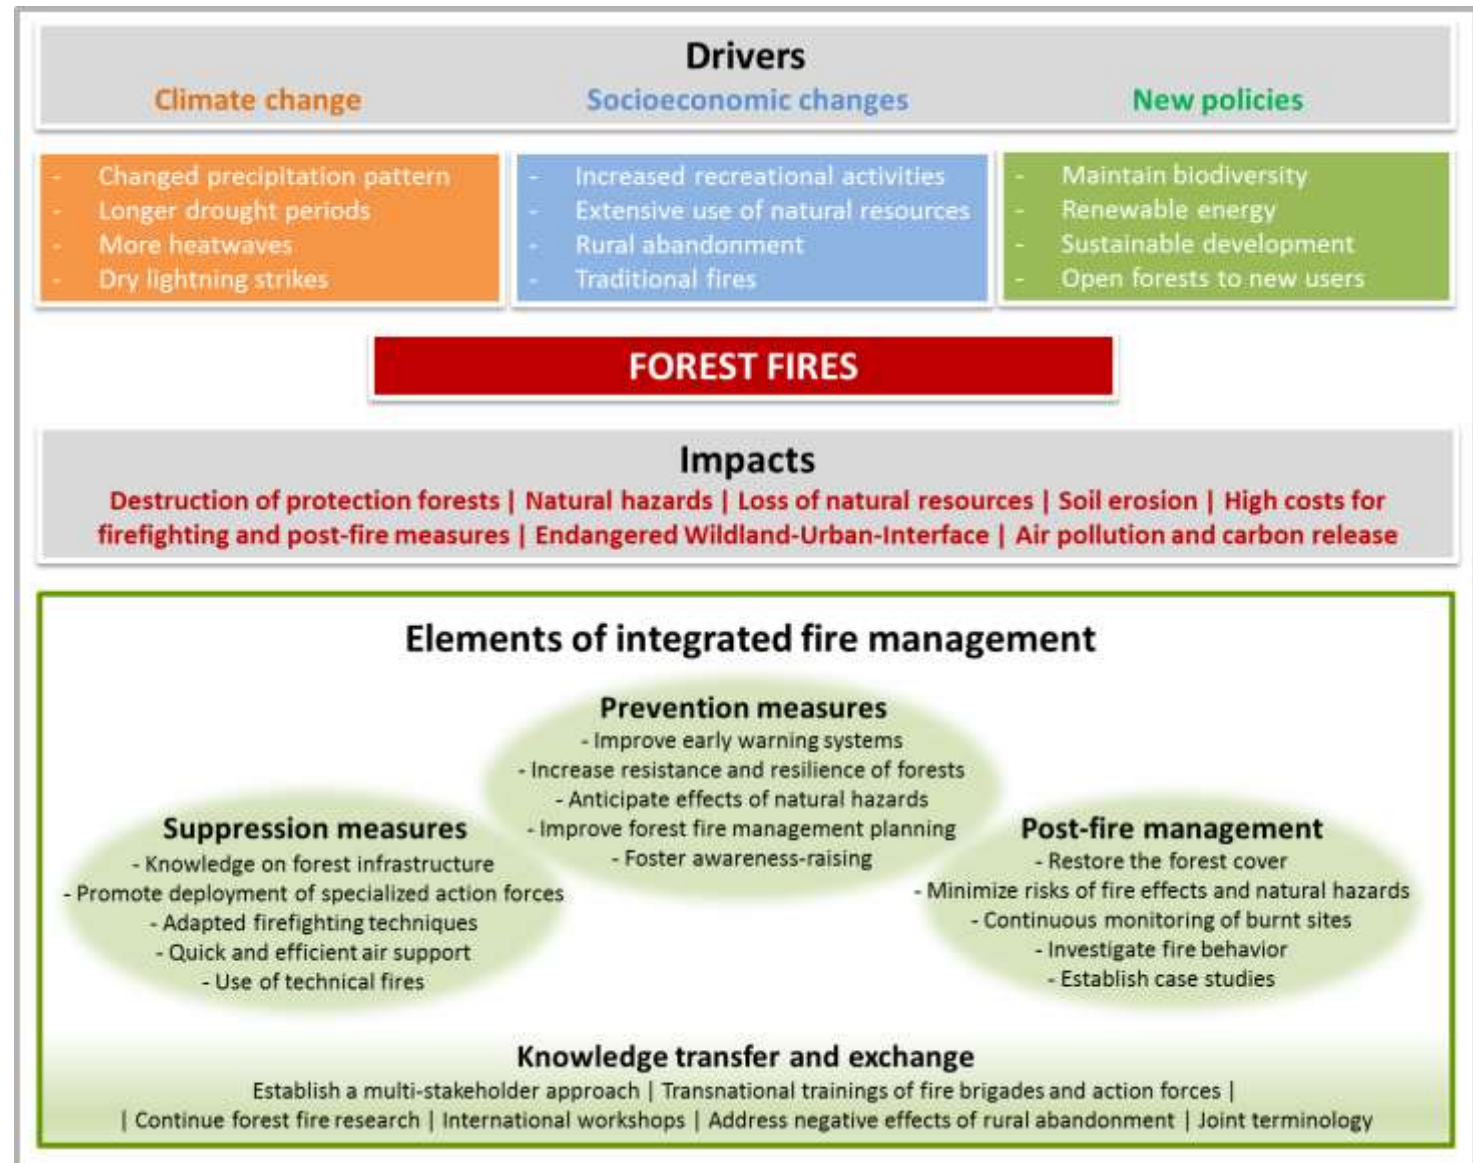 Drivers
Climate change
Socioeconomic changes
New policies
- Changed precipitation pattern
- Longer drought periods
- More heatwaves
- Dry lightning strikes
- Increased recreational activities
- Extensive use of natural resources
- Rural abandonment
- Traditional fires
- Maintain biodiversity
- Renewable energy
- Sustainable development
- Open forests to new users
FOREST FIRES
Impacts
Destruction of protection forests | Natural hazards | Loss of natural resources | Soil erosion | High costs for
firefighting and post-fire measures | Endangered Wildland-Urban-Interface | Air pollution and carbon release
Elements of integrated fire management
Prevention measures
- Improve early warning systems
- Increase resistance and resilience of forests
- Anticipate effects of natural hazards
- Improve forest fire management planning
- Foster awareness-raising
Suppression measures
- Knowledge on forest infrastructure
- Promote deployment of specialized action forces
- Adapted firefighting techniques
- Quick and efficient air support
- Use of technical fires
Post-fire management
- Restore the forest cover
- Minimize risks of fire effects and natural hazards
- Continuous monitoring of burnt sites
- Investigate fire behavior
- Establish case studies
Knowledge transfer and exchange
Establish a multi-stakeholder approach | Transnational trainings of fire brigades and action forces |
| Continue forest fire research | International workshops | Address negative effects of rural abandonment | Joint terminology